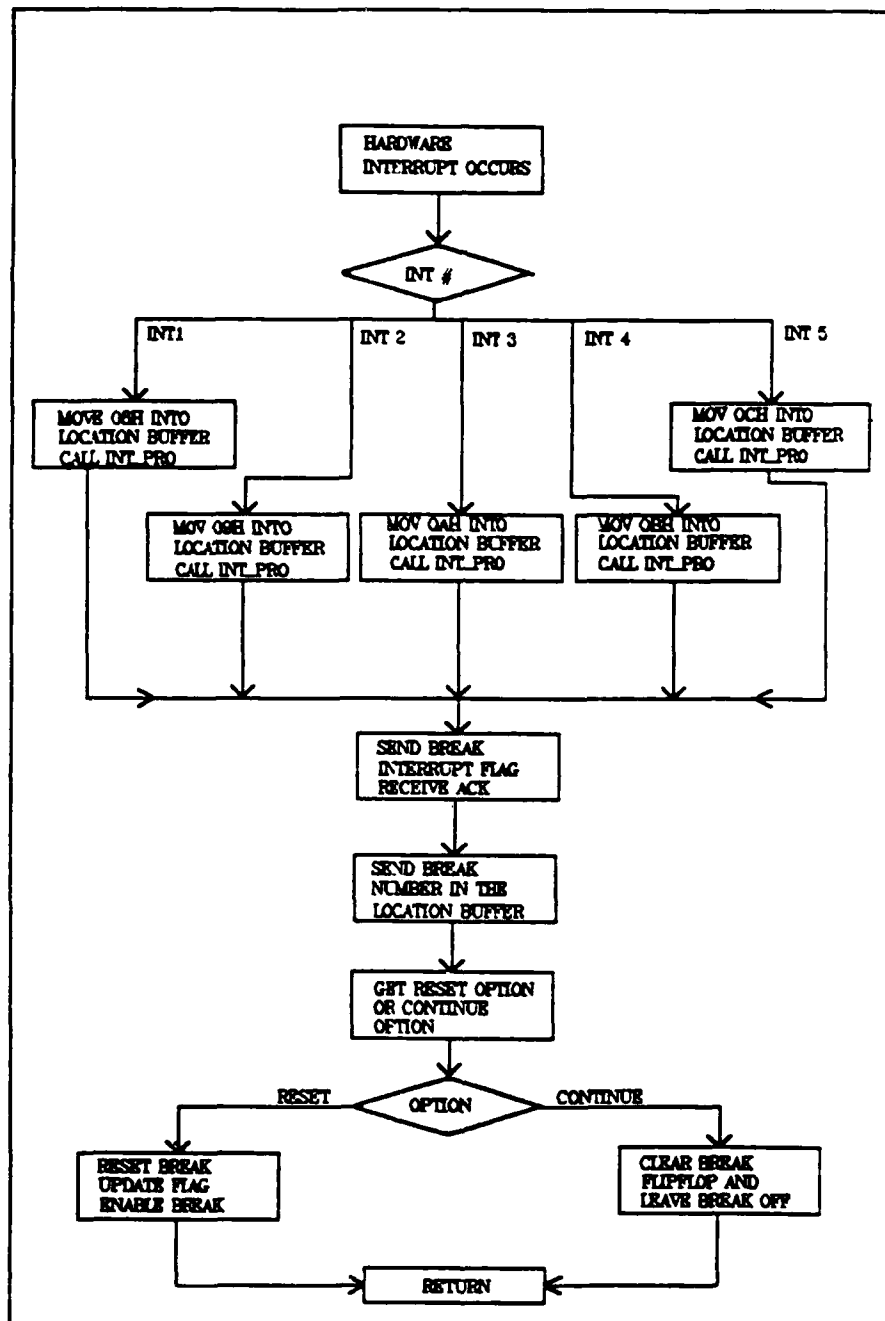 HARDWARE
INTERRUPT OCCURS
INT #
INT1
INT 2
INT 3
INT 4
INT 5
MOVE 08H INTO
LOCATION BUFFER
CALL INT_PRO
MOV 09H INTO
LOCATION BUFFER
CALL INT_PRO
MOV 0AH INTO
LOCATION BUFFER
CALL INT_PRO
MOV 0BH INTO
LOCATION BUFFER
CALL INT_PRO
MOV 0CH INTO
LOCATION BUFFER
CALL INT_PRO
SEND BREAK
INTERRUPT FLAG
RECEIVE ACK
SEND BREAK
NUMBER IN THE
LOCATION BUFFER
GET RESET OPTION
OR CONTINUE
OPTION
RESET
OPTION
CONTINUE
RESET BREAK
UPDATE FLAG
ENABLE BREAK
CLEAR BREAK
FLIPFLOP AND
LEAVE BREAK OFF
RETURN